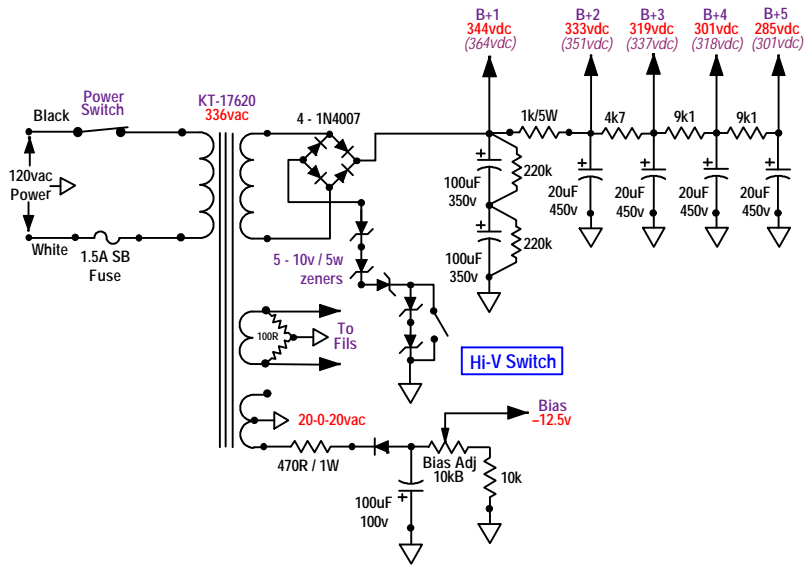 B+1
344vdc
(364vdc)
B+2
333vdc
(351vdc)
B+3
319vdc
(337vdc)
B+4
301vdc
(318vdc)
B+5
285vdc
(301vdc)
Power
Switch
Black
KT-17620
336vac
4 - 1N4007
1k/5W
4k7
9k1
9k1
120vac
Power
+
100uF
350v
220k
+
20uF
450v
+
20uF
450v
+
20uF
450v
+
20uF
450v
White
1.5A SB
Fuse
+
100uF
350v
220k
5 - 10v / 5w
zeners
100R
To
Fils
Hi-V Switch
20-0-20vac
Bias
–12.5v
470R / 1W
Bias Adj
10kB
10k
100uF
100v
+